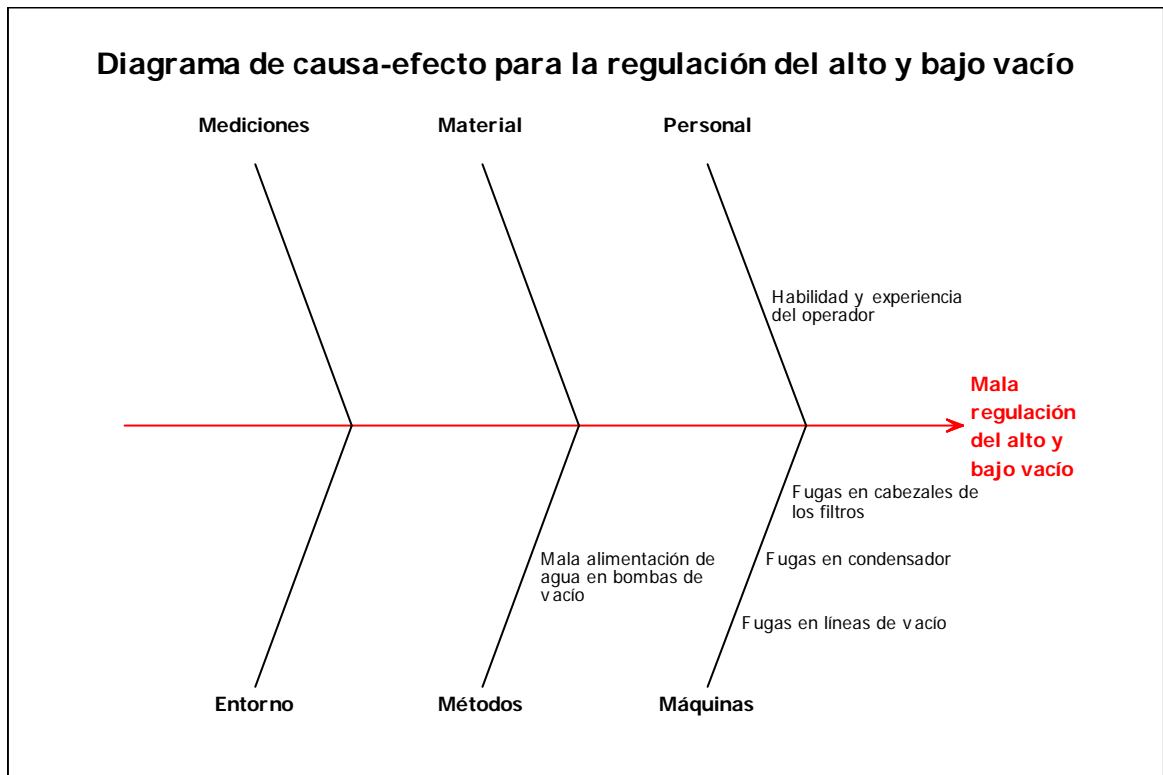 Diagrama de causa-efecto para la regulación del alto y bajo vacío
Mediciones
Material
Personal
Habilidad y experiencia
del operador
Mala
regulación
del alto y
bajo vacío
Fugas en cabezales de
los filtros
Mala alimentación de
agua en bombas de
vacío
Fugas en condensador
Fugas en líneas de vacío
Entorno
Métodos
Máquinas